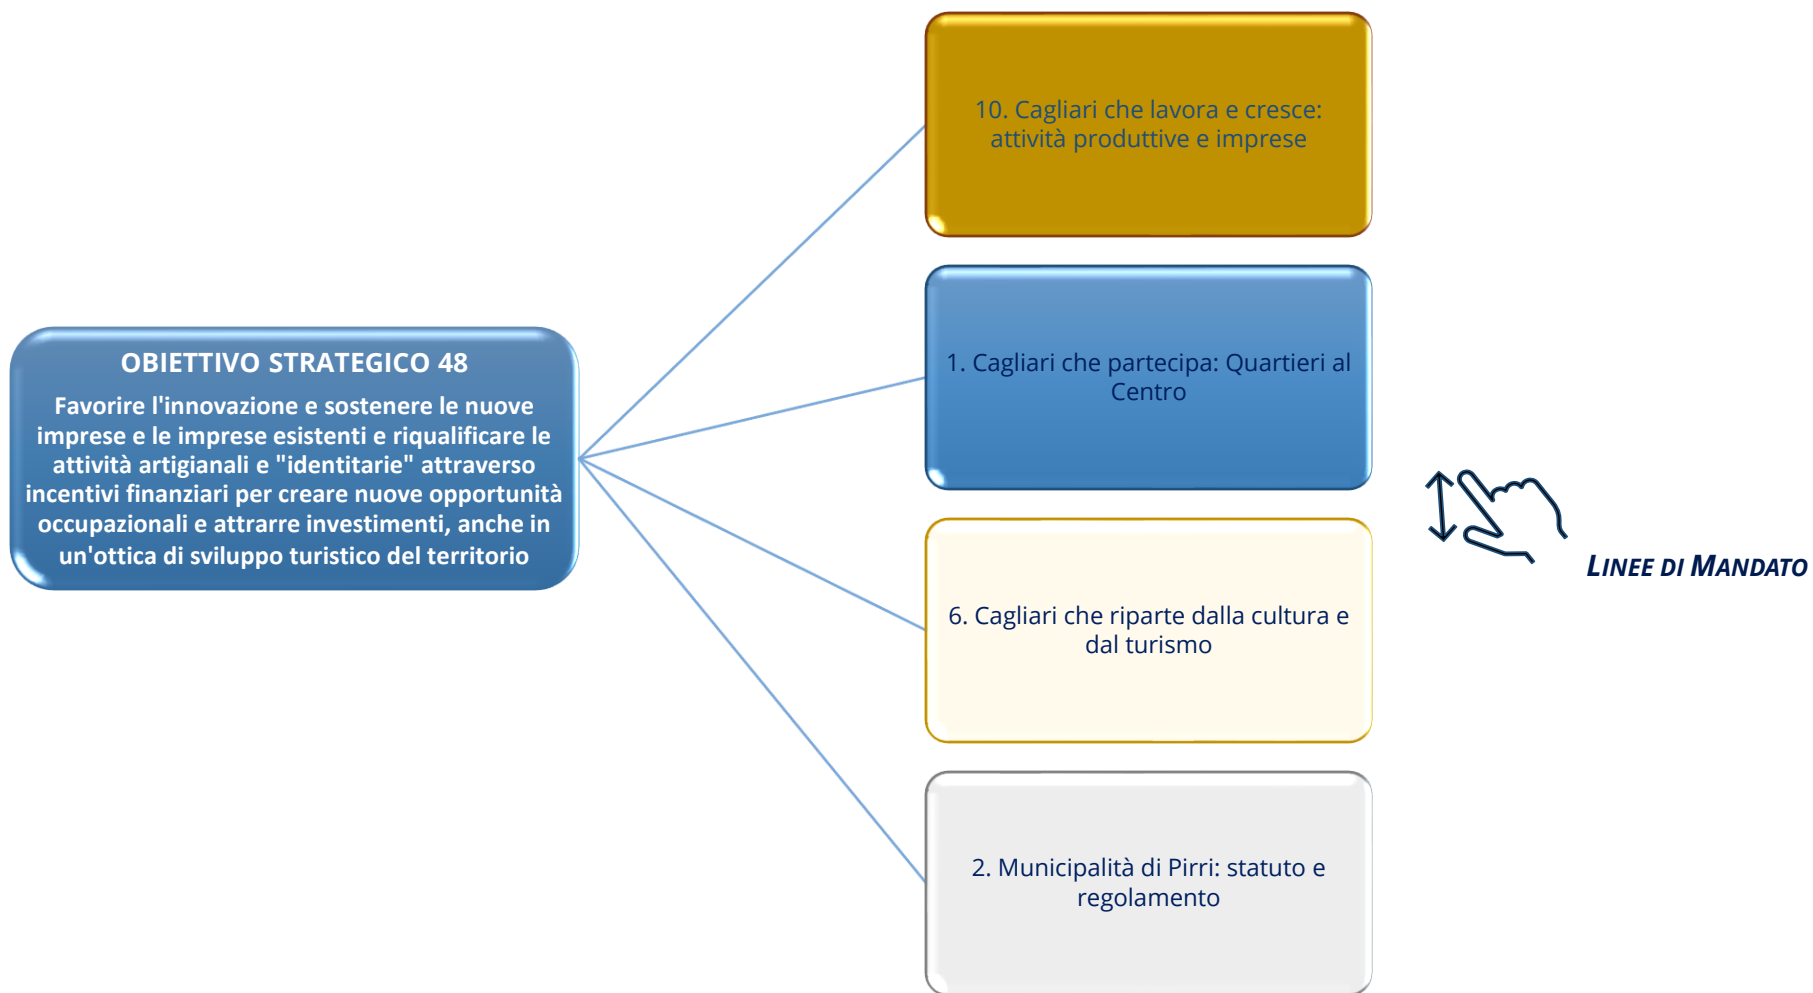 OBIETTIVO STRATEGICO 48
Favorire l'innovazione e sostenere le nuove
imprese e le imprese esistenti e riqualificare le
attività artigianali e "identitarie" attraverso
incentivi finanziari per creare nuove opportunità
occupazionali e attrarre investimenti, anche in
un'ottica di sviluppo turistico del territorio
10. Cagliari che lavora e cresce:
attività produttive e imprese
1. Cagliari che partecipa: Quartieri al
Centro
6. Cagliari che riparte dalla cultura e
dal turismo
2. Municipalità di Pirri: statuto e
regolamento
LINEE DI MANDATO